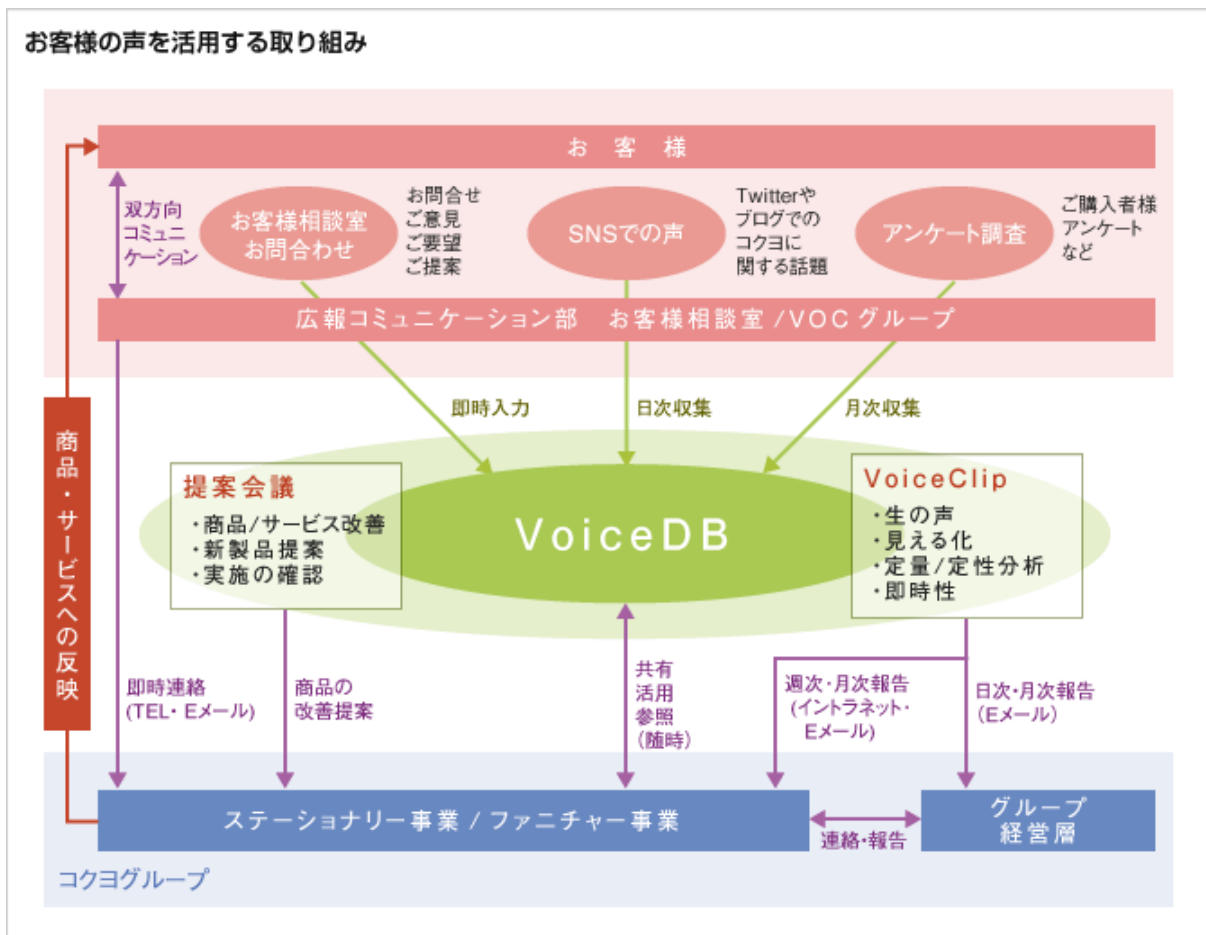 お客様の声を活用する取り組み
お客様
双方向
コミュニ
ケーション
お客様相談室
お問合わせ
お問合せ
ご意見
ご要望
ご提案
SNSでの声
Twitterや
ブログでの
コクヨに
関する話題
アンケート調査
ご購入者様
アンケート
など
広報コミュニケーション部 お客様相談室/VOCグループ
即時入力
日次収集
月次収集
商品・サービスへの反映
提案会議
・商品/サービス改善
・新製品提案
・実施の確認
VoiceDB
VoiceClip
・生の声
・見える化
・定量/定性分析
・即時性
即時連絡
(TEL・Eメール)
商品の
改善提案
共有
活用
参照
(随時)
週次・月次報告
(イントラネット・
Eメール)
日次・月次報告
(Eメール)
ステーショナリー事業/ファニチャー事業
連絡・報告
グループ
経営層
コクヨグループ